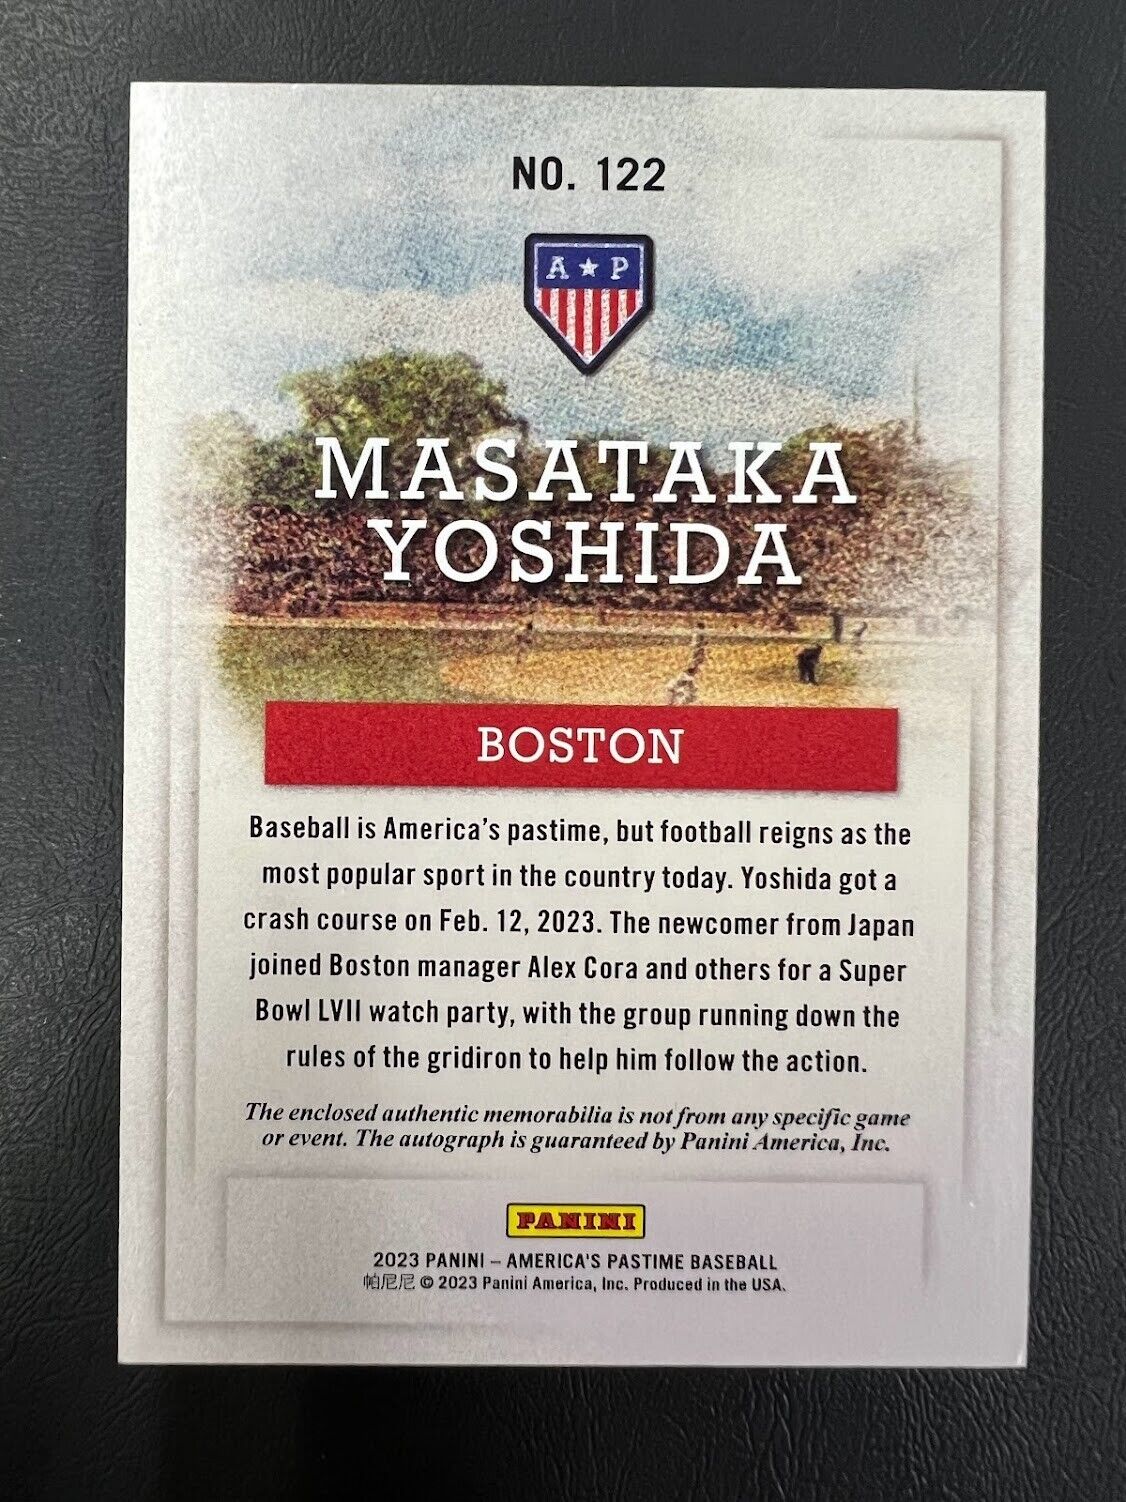 NO. 122
A ★ P
MASATAKA
YOSHIDA
BOSTON
Baseball is America's pastime, but football reigns as the
most popular sport in the country today. Yoshida got a
crash course on Feb. 12, 2023. The newcomer from Japan
joined Boston manager Alex Cora and others for a Super
Bowl LVII watch party, with the group running down the
rules of the gridiron to help him follow the action.
The enclosed authentic memorabilia is not from any specific game
or event. The autograph is guaranteed by Panini America, Inc.
PANINI
2023 PANINI – AMERICA'S PASTIME BASEBALL
帕尼尼 © 2023 Panini America, Inc. Produced in the USA.